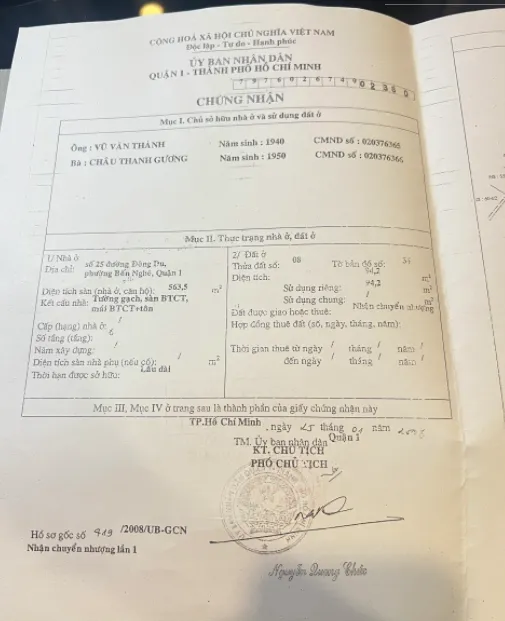 CỘNG HOÀ XÃ HỘI CHỦ NGHĨA VIỆT NAM
Độc lập - Tự do - Hạnh phúc
ỦY BAN NHÂN DÂN
QUẬN 1 - THÀNH PHỐ HỒ CHÍ MINH
CHỨNG NHẬN
Mục I. Chủ sở hữu nhà ở và sử dụng đất ở
Ông : VŨ VĂN THÀNH Năm sinh : 1940 CMND số : 020376365
Bà : CHÂU THANH GƯƠNG Năm sinh : 1950 CMND số : 020376366
Mục II. Thực trạng nhà ở, đất ở
1/ Nhà ở
Địa chỉ: số 25 đường Đông Du,
phường Bến Nghé, Quận 1
Diện tích sàn (nhà ở, căn hộ): 563,5 m²
Kết cấu nhà: Tường gạch, sàn BTCT,
mái BTCT+tôn
Cấp (hạng) nhà ở: /
Số tầng (tầng): 6
Năm xây dựng: /
Diện tích sàn nhà phụ (nếu có): / m²
Thời hạn được sở hữu: Lâu dài
2/ Đất ở
Thửa đất số: Tờ bản đồ số:
Diện tích: 94,2 m²
Sử dụng riêng: 94,2 m²
Sử dụng chung: / m²
Đất được giao hoặc thuê: Nhận chuyển nhượng
Hợp đồng thuê đất (số, ngày, tháng, năm):
Thời gian thuê từ ngày / tháng / năm /
đến ngày / tháng / năm /
Mục III, Mục IV ở trang sau là thành phần của giấy chứng nhận này
TP.Hồ Chí Minh, ngày 25 tháng 01 năm
TM. Ủy ban nhân dân Quận 1
KT. CHỦ TỊCH
PHÓ CHỦ TỊCH
Hồ sơ gốc số 419 /2008/UB-GCN
Nhận chuyển nhượng lần 1